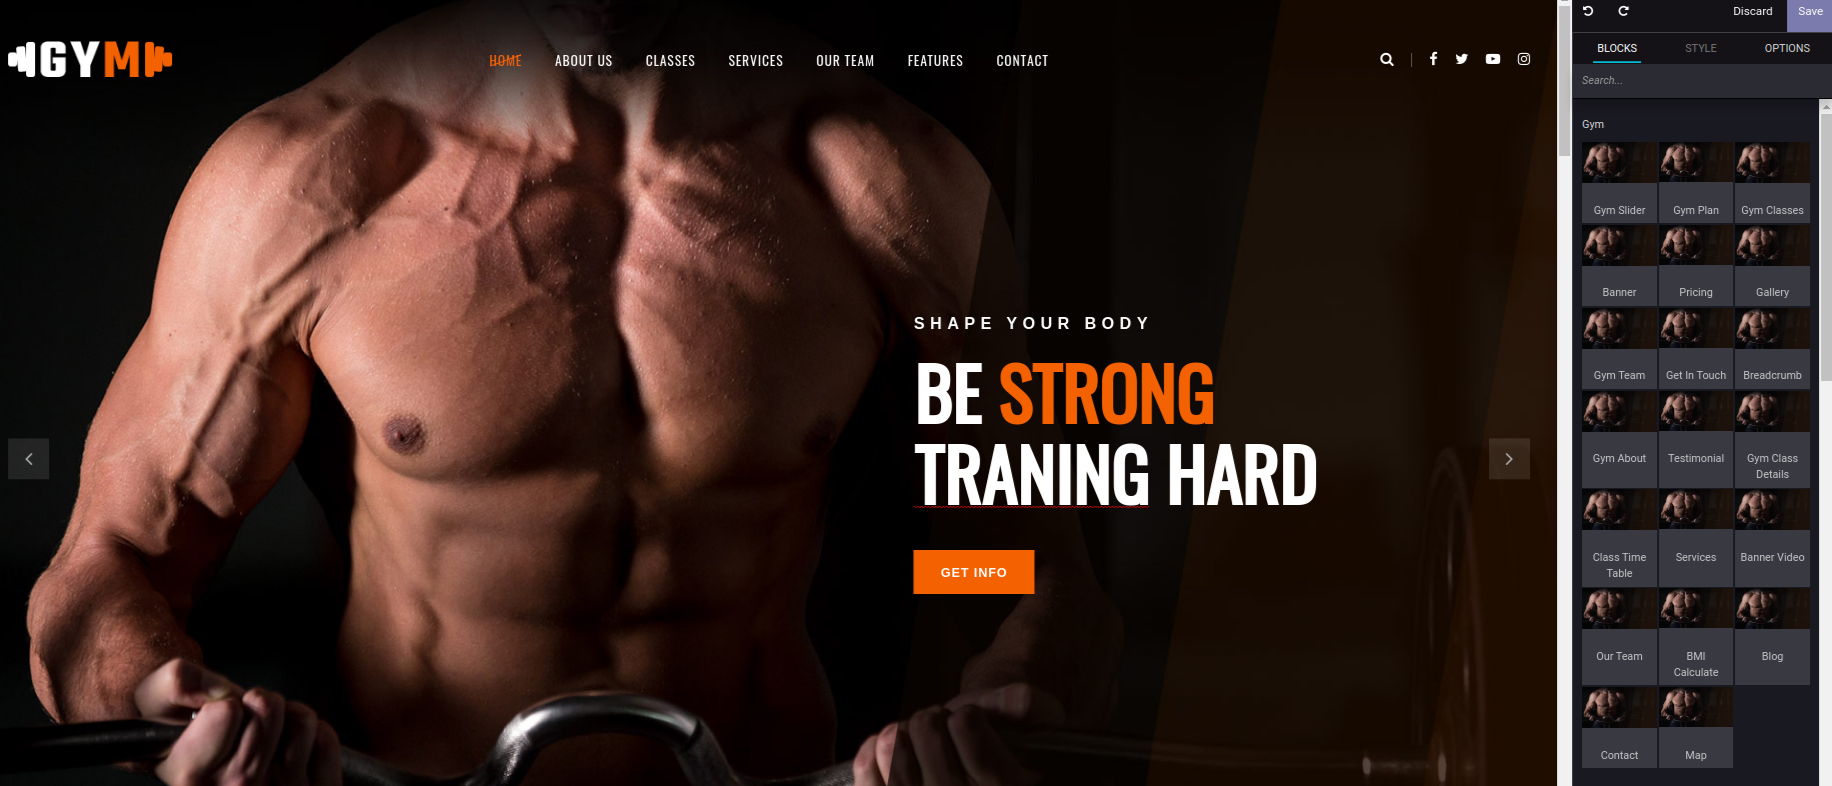 GYM
HOME ABOUT US CLASSES SERVICES OUR TEAM FEATURES CONTACT
SHAPE YOUR BODY
BE STRONG
TRANING HARD
GET INFO
Discard Save
BLOCKS STYLE OPTIONS
Search...
Gym
Gym Slider Gym Plan Gym Classes
Banner Pricing Gallery
Gym Team Get In Touch Breadcrumb
Gym About Testimonial Gym Class
Details
Class Time Services Banner Video
Table
Our Team BMI Blog
Calculate
Contact Map